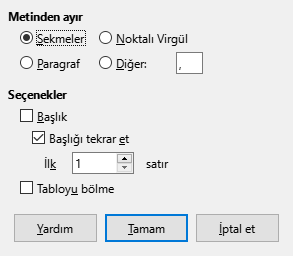 Metinden ayır
Sekmeler Noktalı Virgül
Paragraf Diğer: ,
Seçenekler
Başlık
Başlığı tekrar et
İlk 1 satır
Tabloyu bölme
Yardım Tamam İptal et